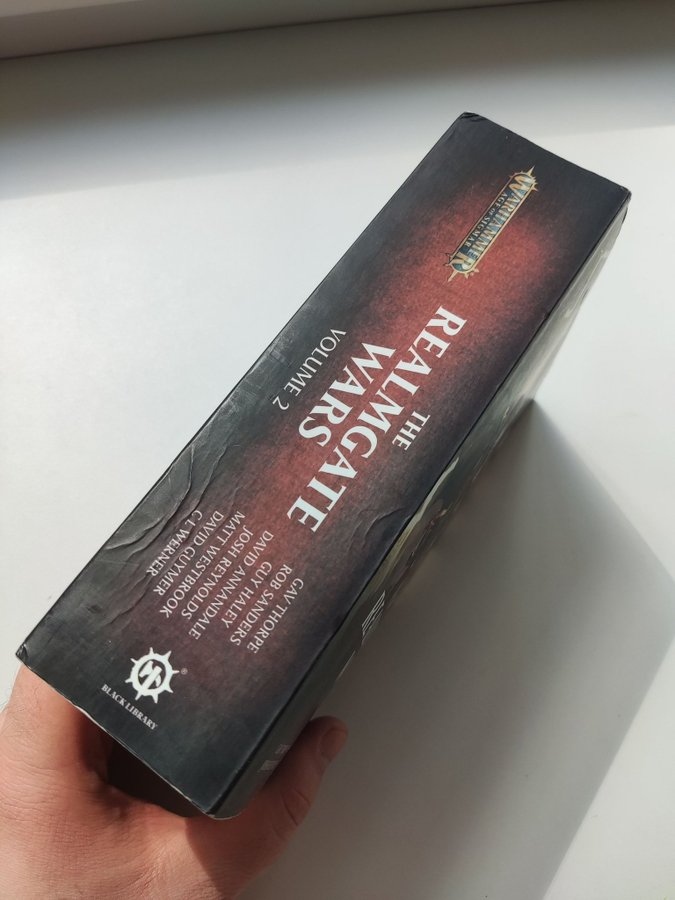 WARHAMMER
AGE OF SIGMAR
THE
REALMGATE
WARS
VOLUME 2
GAV THORPE
ROB SANDERS
GUY HALEY
DAVID ANNANDALE
JOSH REYNOLDS
MATT WESTBROOK
DAVID GUYMER
C L WERNER
®
BLACK LIBRARY